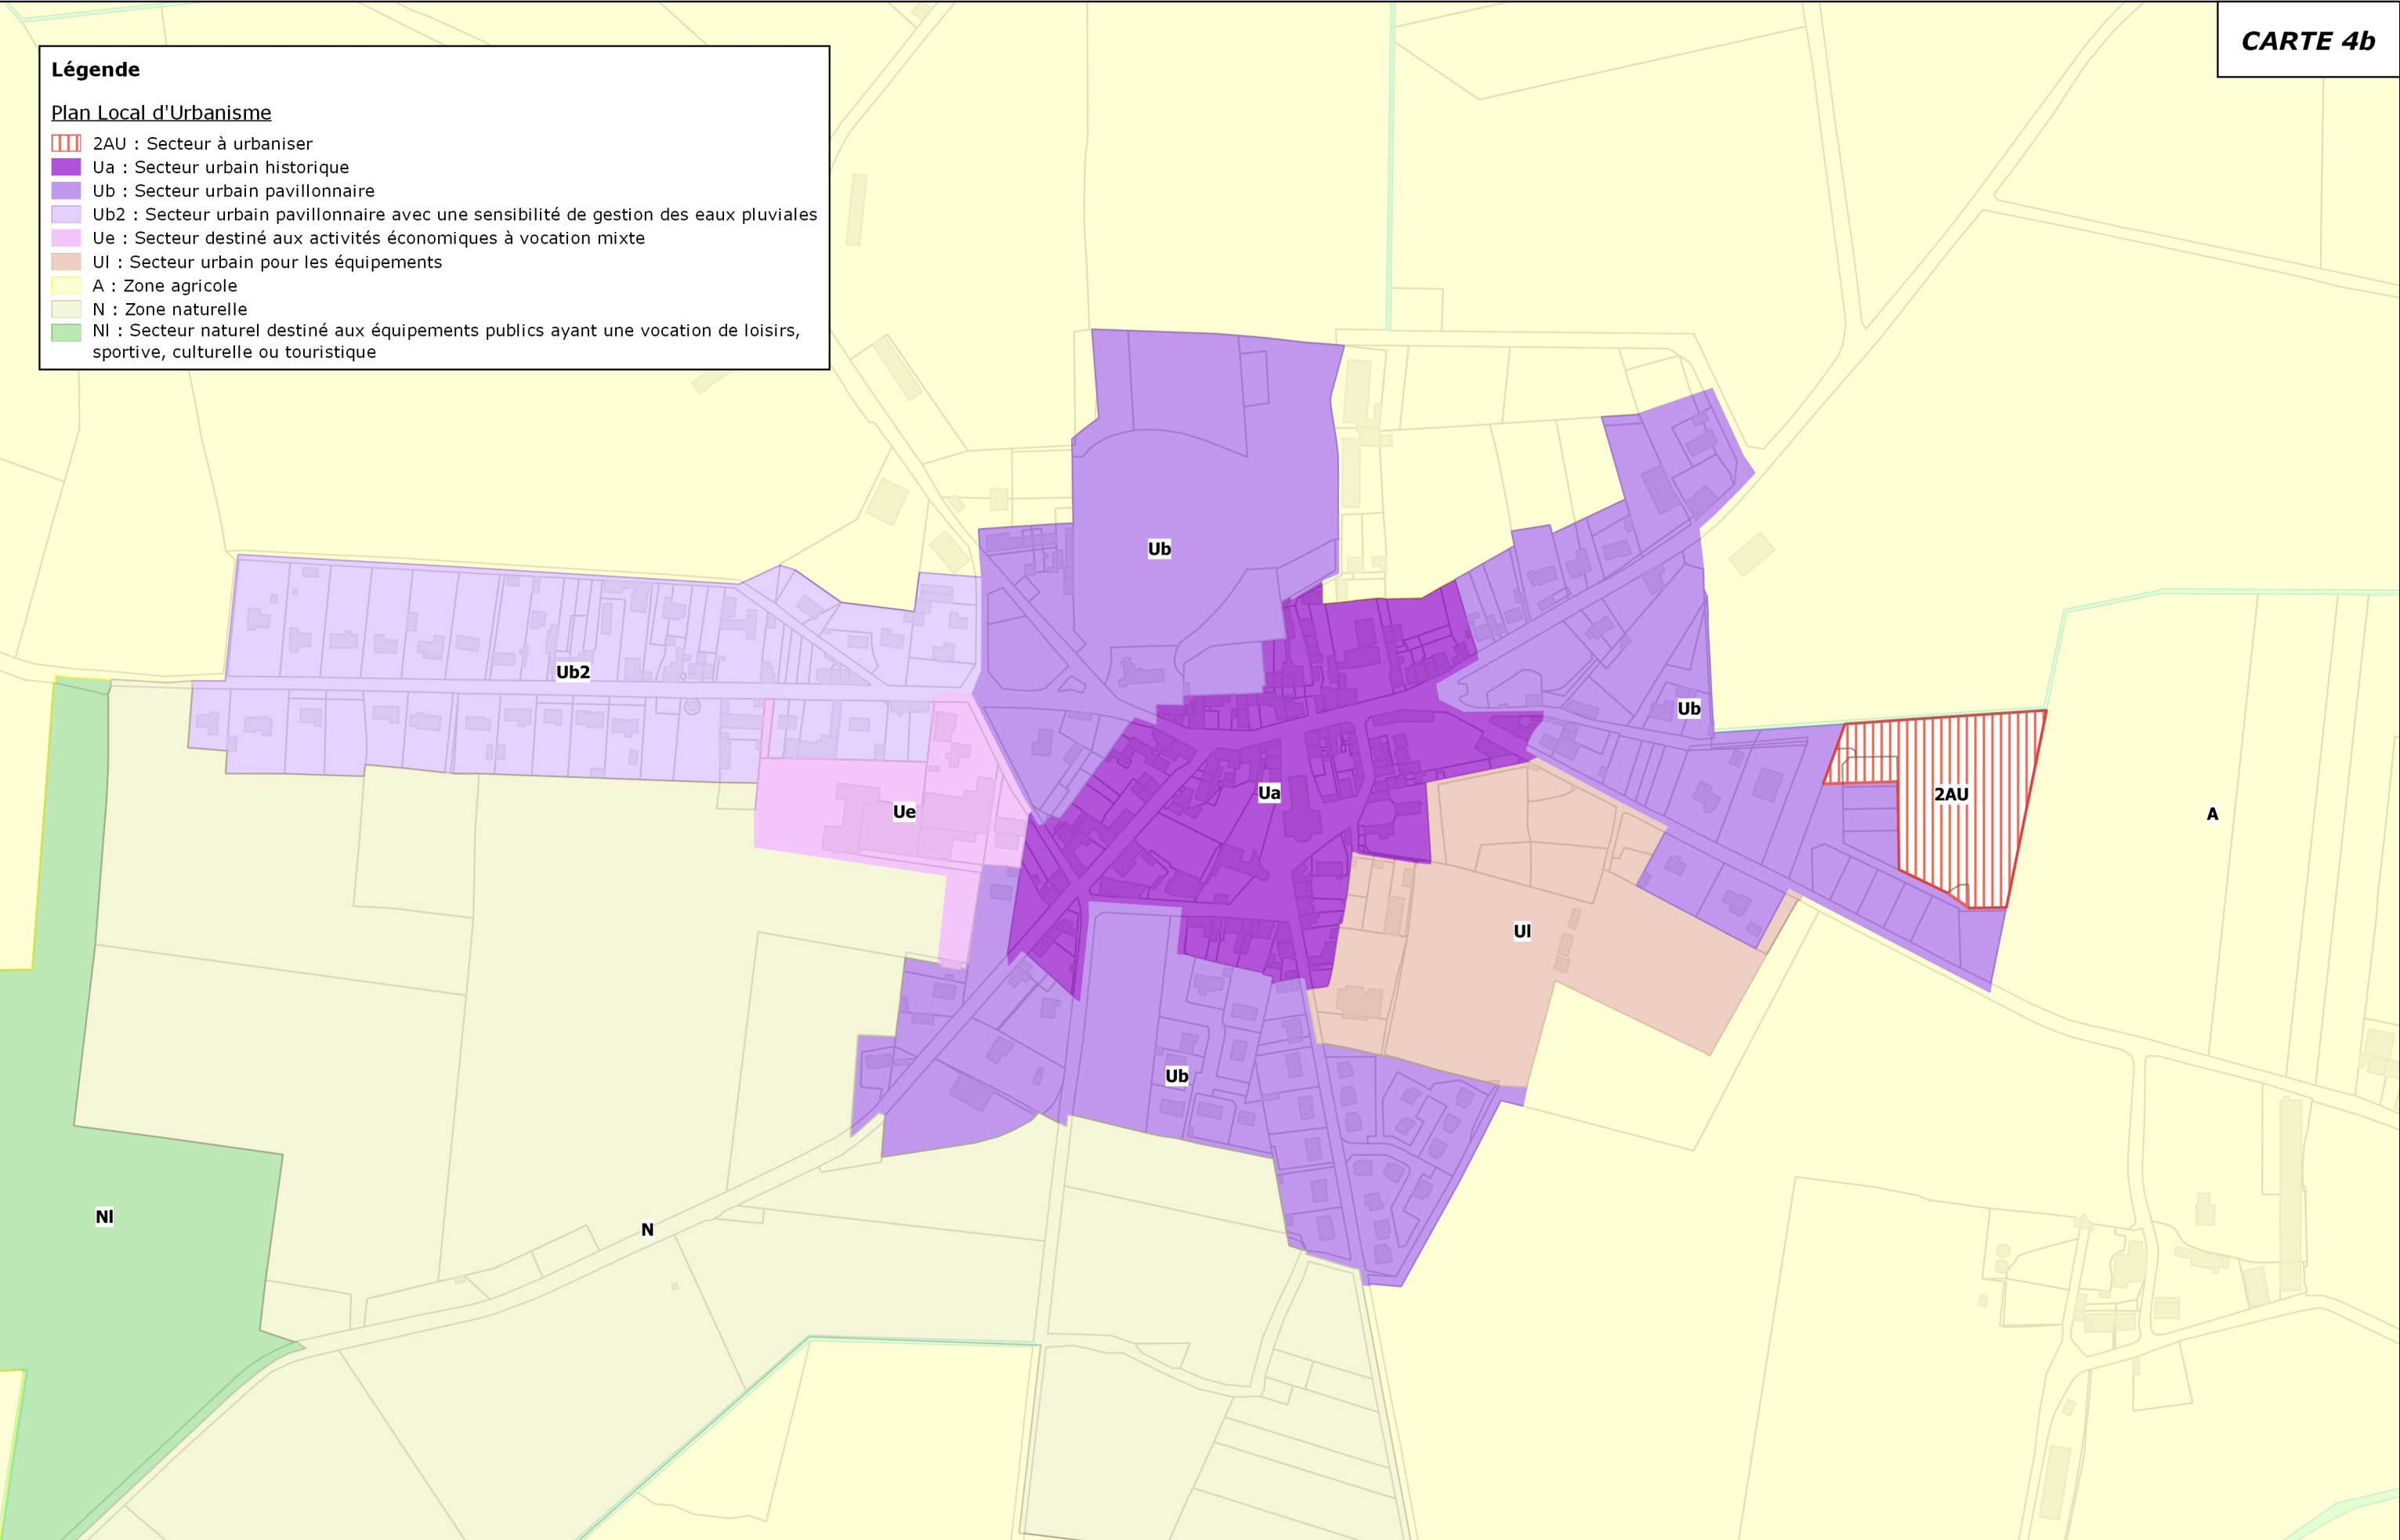 CARTE 4b
Légende
Plan Local d'Urbanisme
2AU : Secteur à urbaniser
Ua : Secteur urbain historique
Ub : Secteur urbain pavillonnaire
Ub2 : Secteur urbain pavillonnaire avec une sensibilité de gestion des eaux pluviales
Ue : Secteur destiné aux activités économiques à vocation mixte
Ul : Secteur urbain pour les équipements
A : Zone agricole
N : Zone naturelle
Nl : Secteur naturel destiné aux équipements publics ayant une vocation de loisirs,
sportive, culturelle ou touristique
Ub
Ub2
Ub
Ua
2AU
Ue
A
Ul
Ub
Nl
N